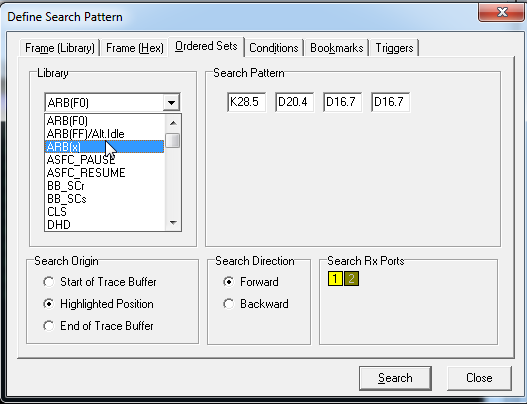 Define Search Pattern
Frame (Library) Frame (Hex) Ordered Sets Conditions Bookmarks Triggers
Library
ARB(F0)
ARB(F0)
ARB(FF)/Alt.Idle
ARB(x)
ASFC_PAUSE
ASFC_RESUME
BB_SCr
BB_SCs
CLS
DHD
Search Pattern
K28.5 D20.4 D16.7 D16.7
Search Origin
Start of Trace Buffer
Highlighted Position
End of Trace Buffer
Search Direction
Forward
Backward
Search Rx Ports
1 2
Search Close